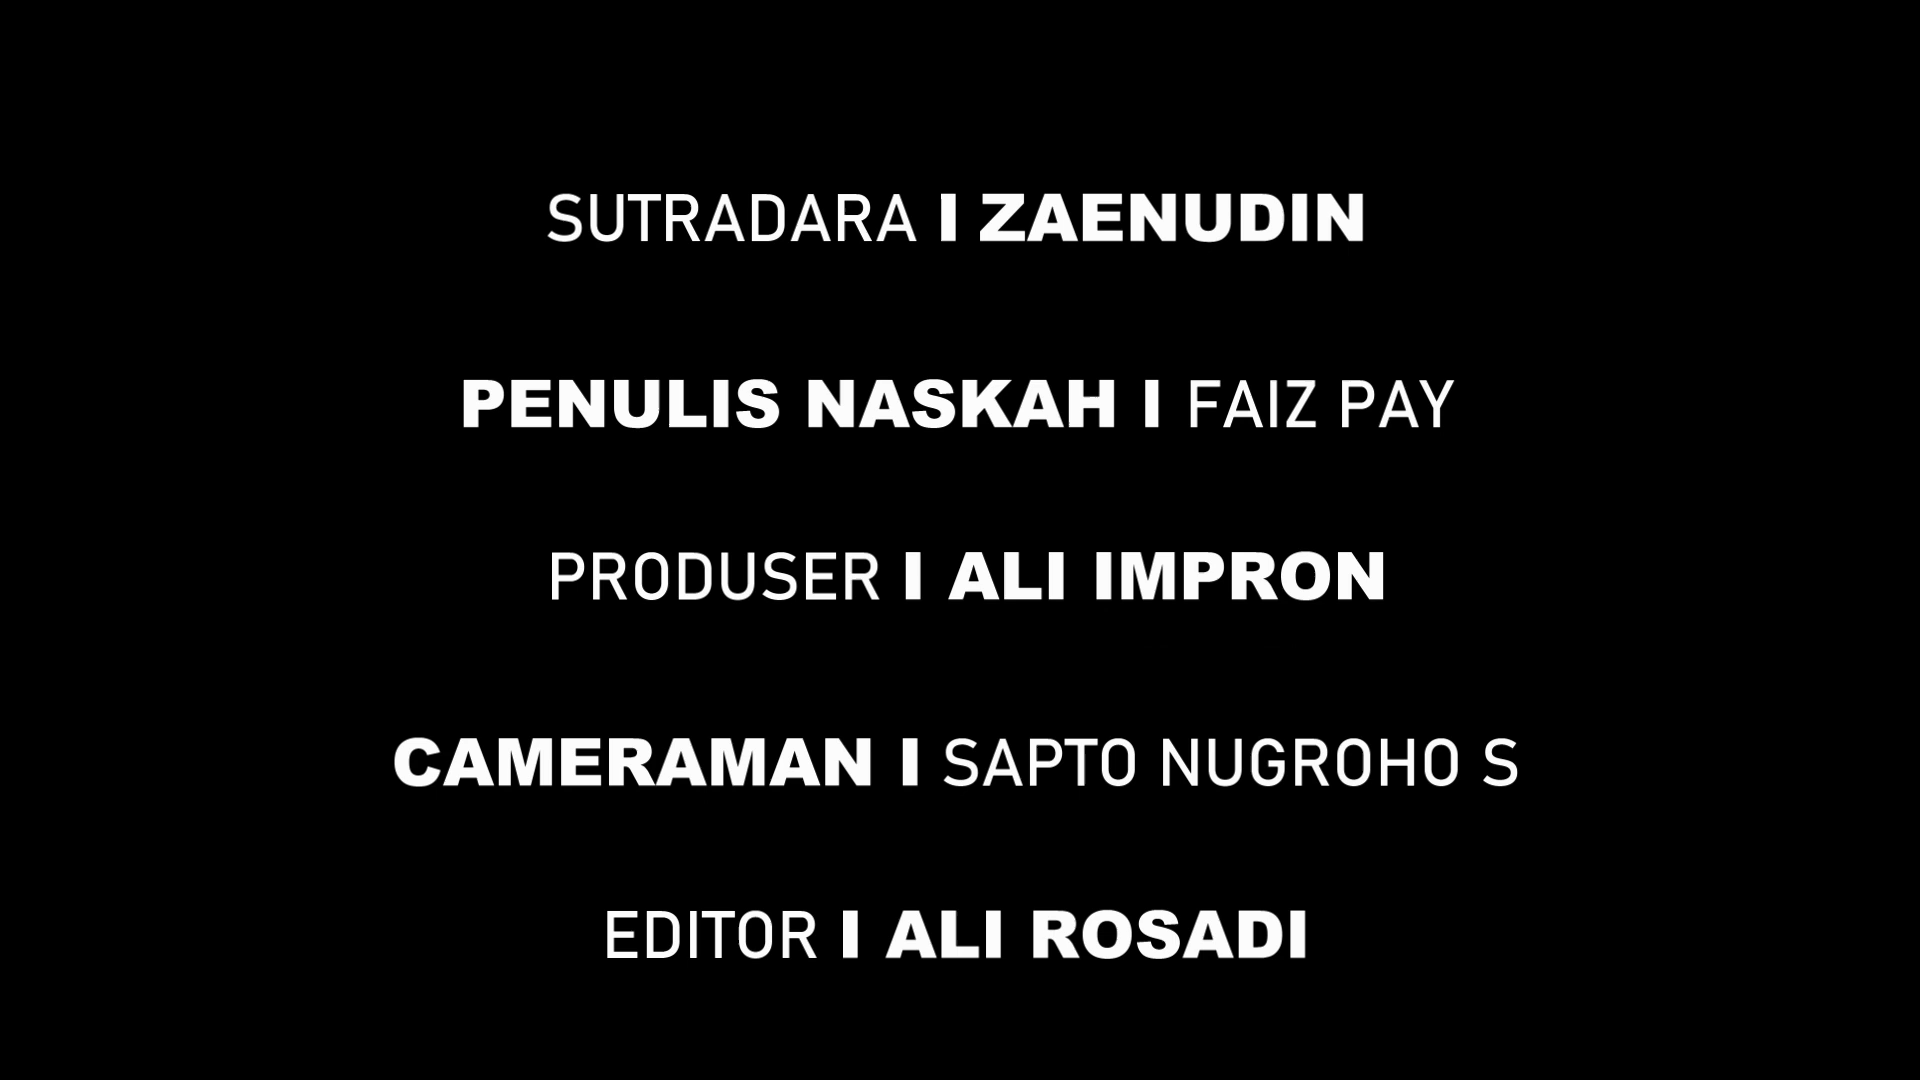 SUTRADARA I ZAENUDIN
PENULIS NASKAH I FAIZ PAY
PRODUSER I ALI IMPRON
CAMERAMAN I SAPTO NUGROHO S
EDITOR I ALI ROSADI